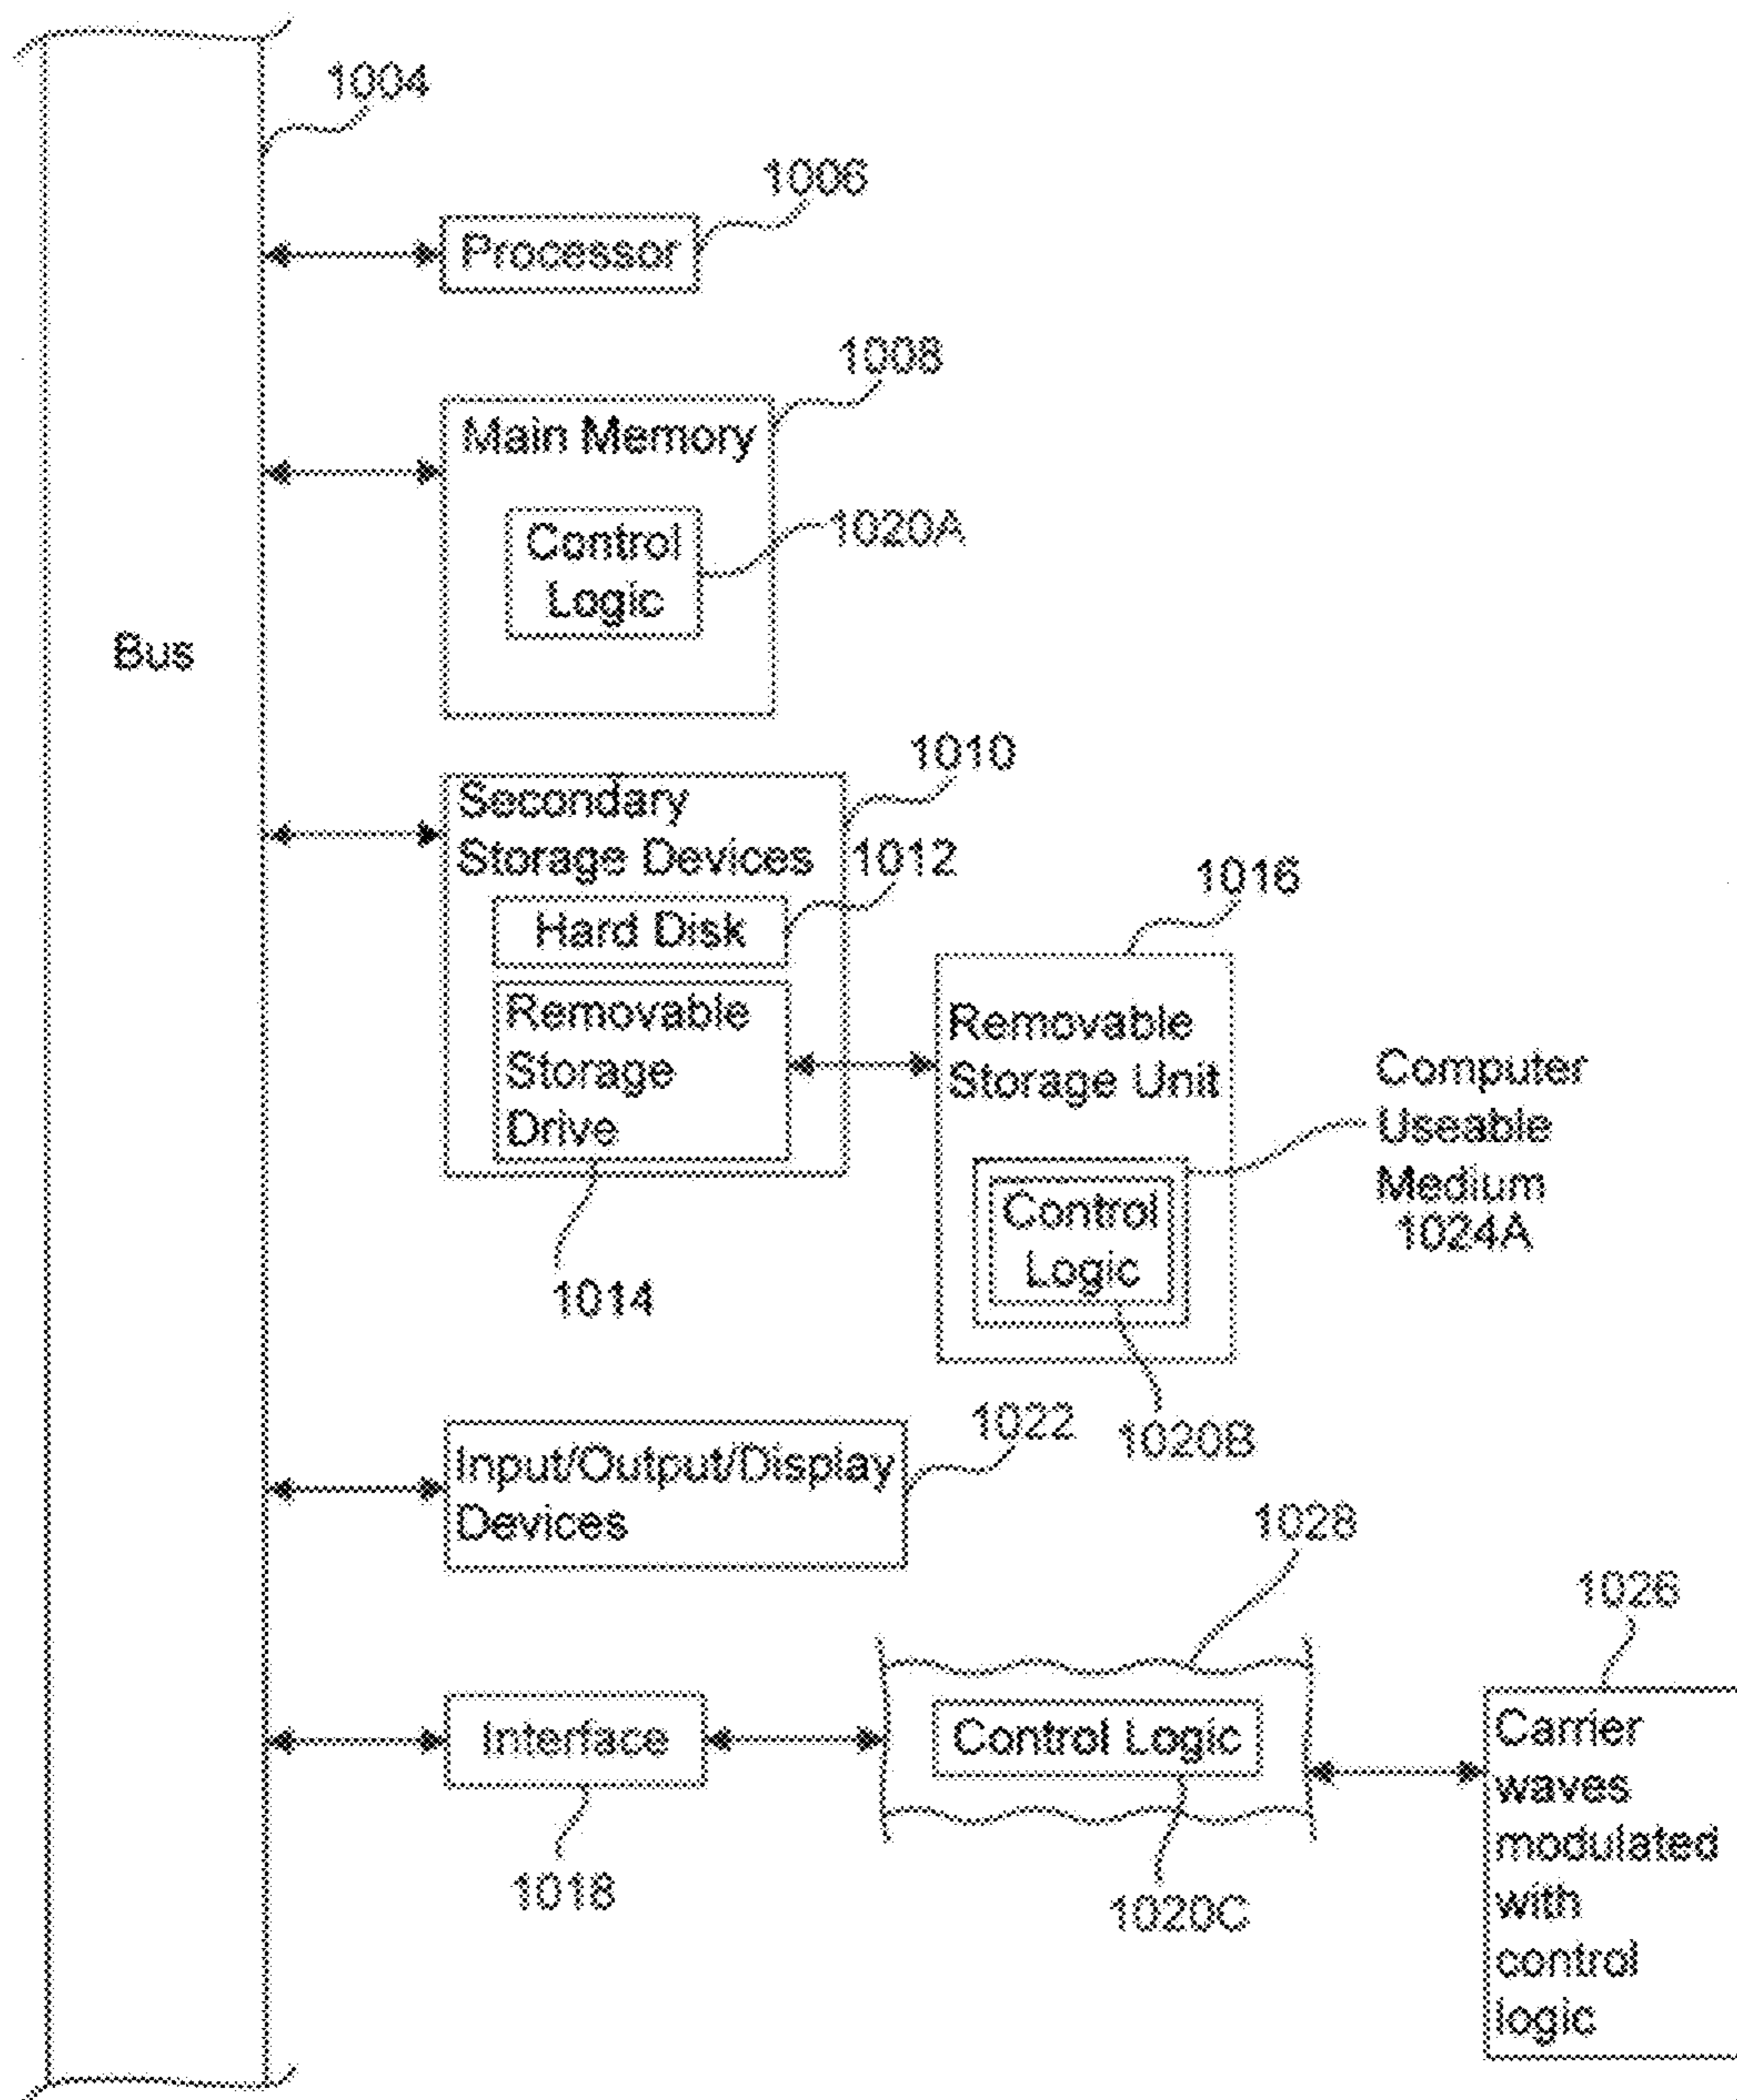 1004
1006
Processor
1008
Main Memory
Control
Logic
1020A
Bus
1010
Secondary
Storage Devices
1012
Hard Disk
1016
Removable
Storage
Drive
Removable
Storage Unit
Computer
Useable
Medium
1024A
Control
Logic
1014
1020B
1022
Input/Output/Display
Devices
1028
1026
Interface
Control Logic
Carrier
waves
modulated
with
control
logic
1018
1020C